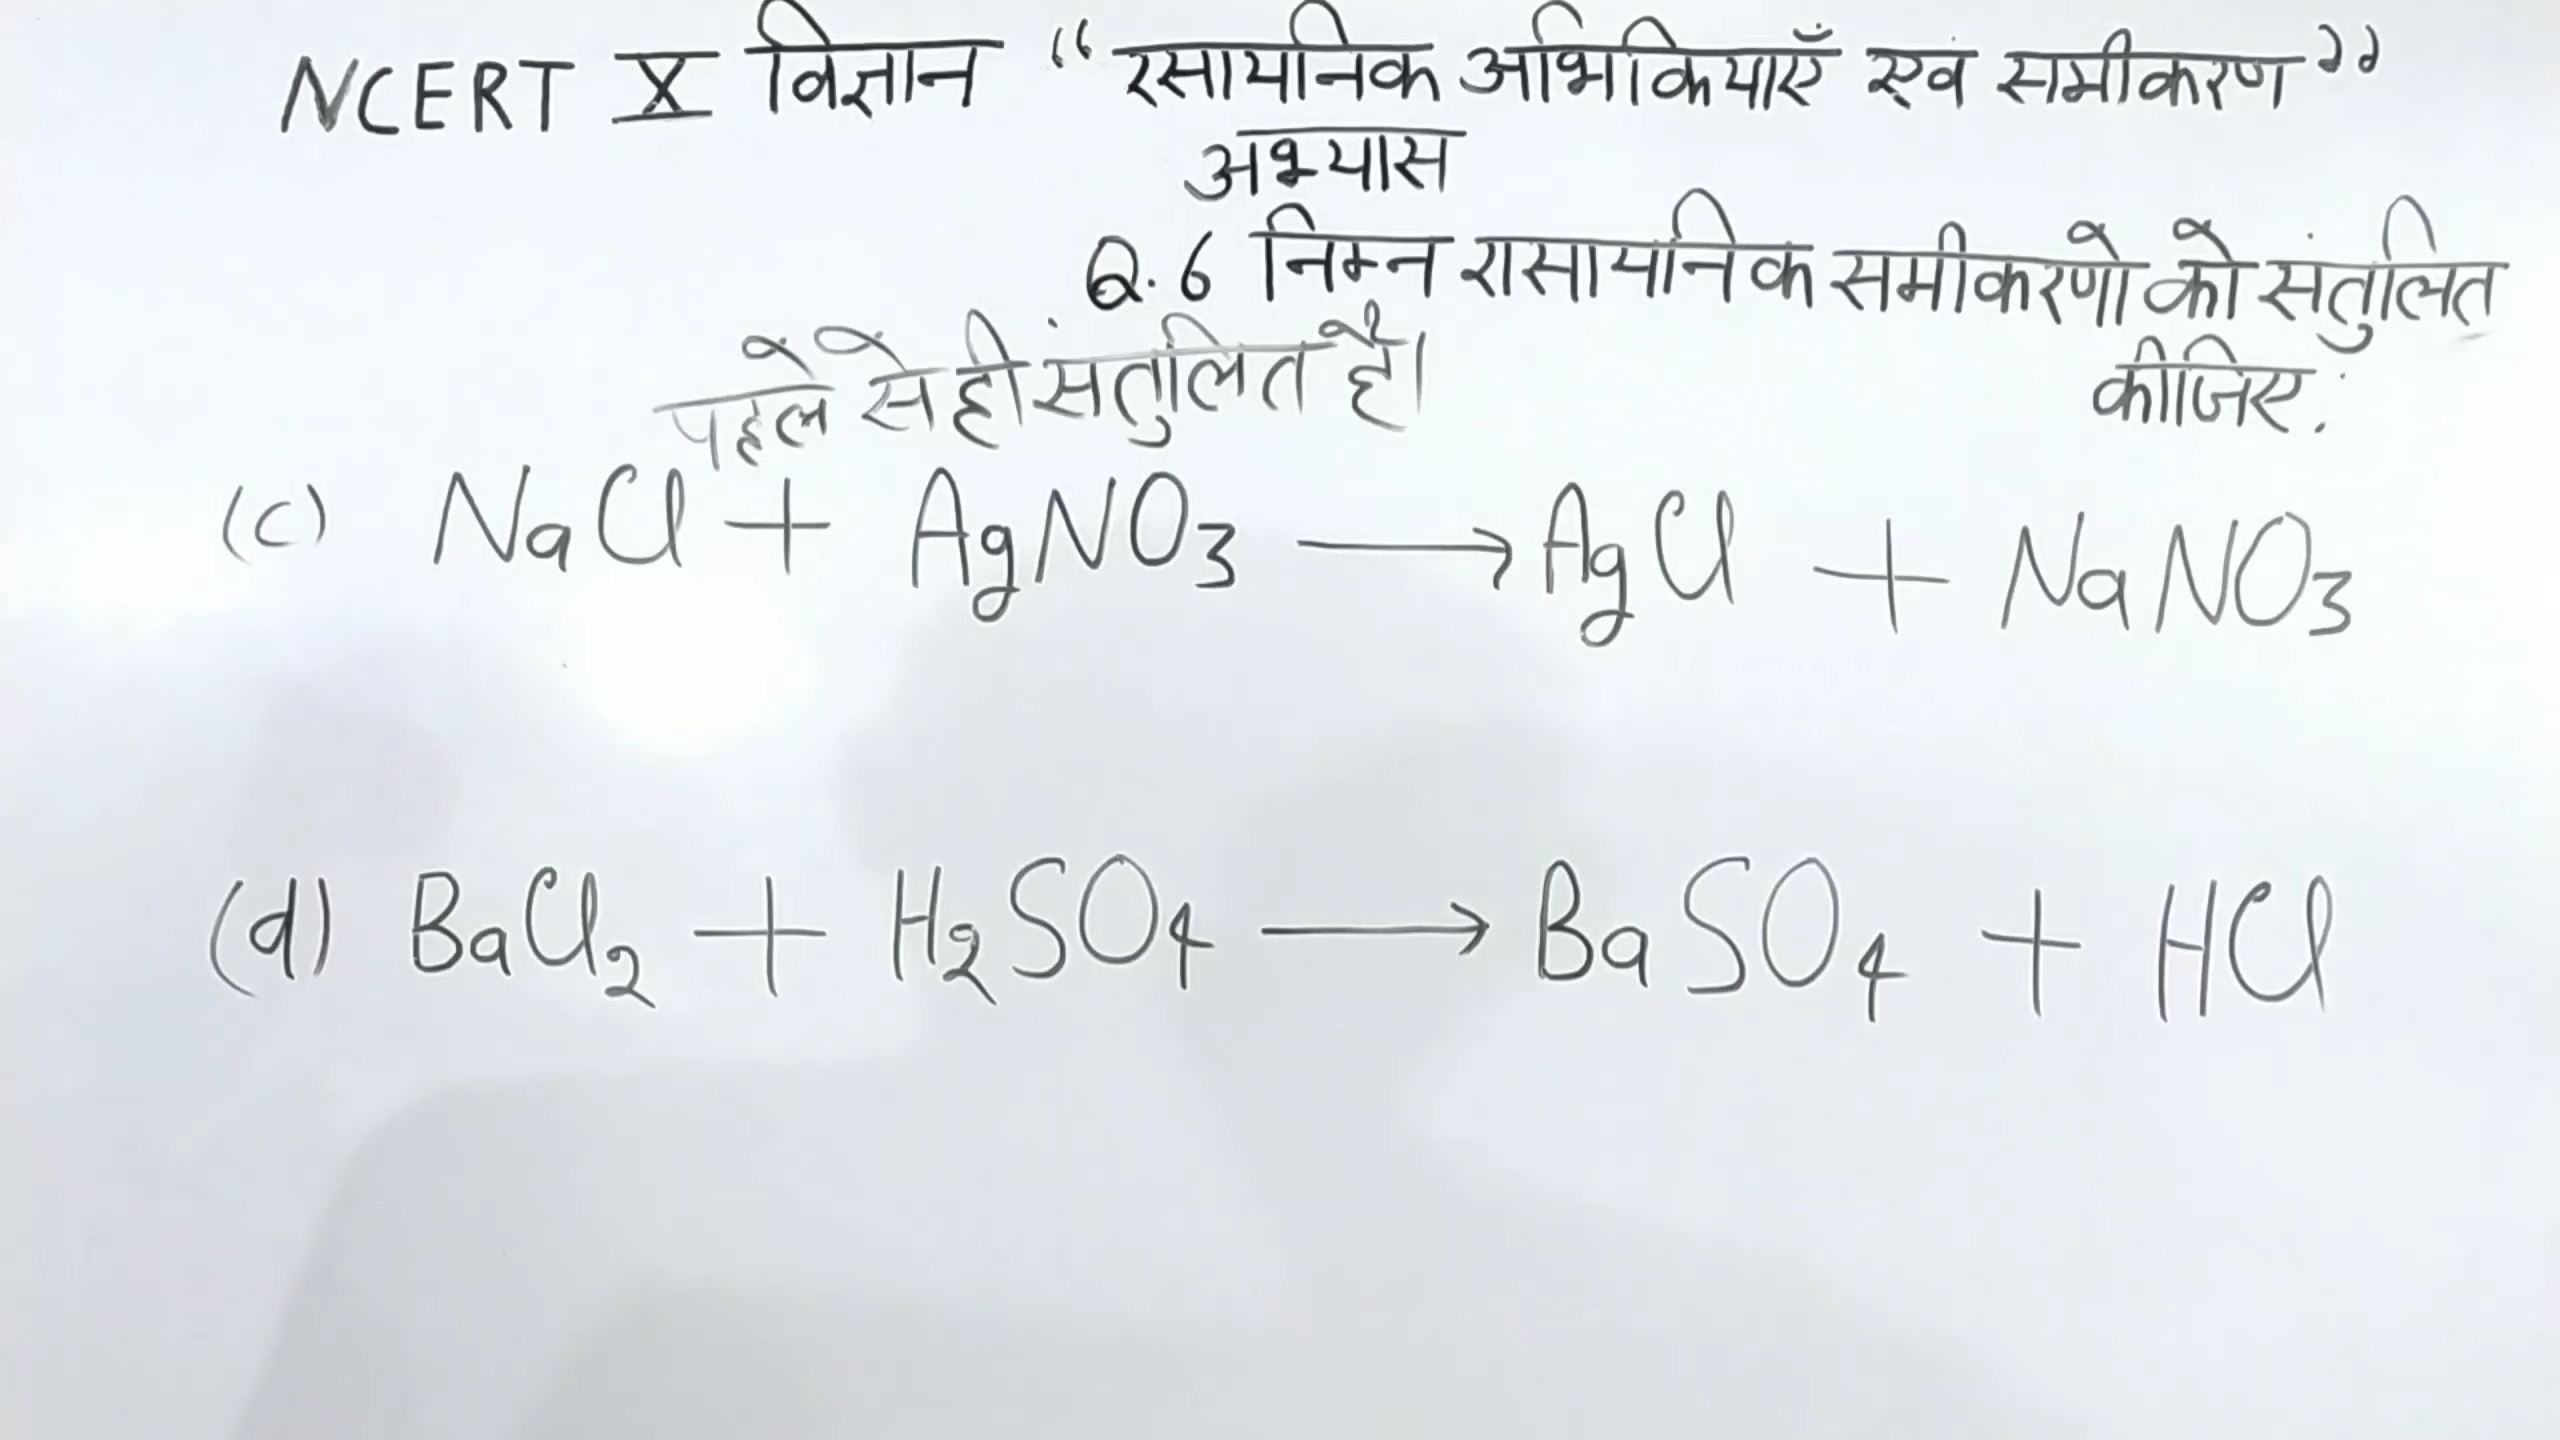 NCERT X विज्ञान “रसायनिक अभिकियाएँ एवं समीकरण”
अभ्यास
Q.6 निम्न रासायनिक समीकरणो को संतुलित
कीजिए:
पहले से ही संतुलित है।
(c) NaCl + AgNO₃ ⟶ AgCl + NaNO₃
(d) BaCl₂ + H₂SO₄ ⟶ BaSO₄ + HCl